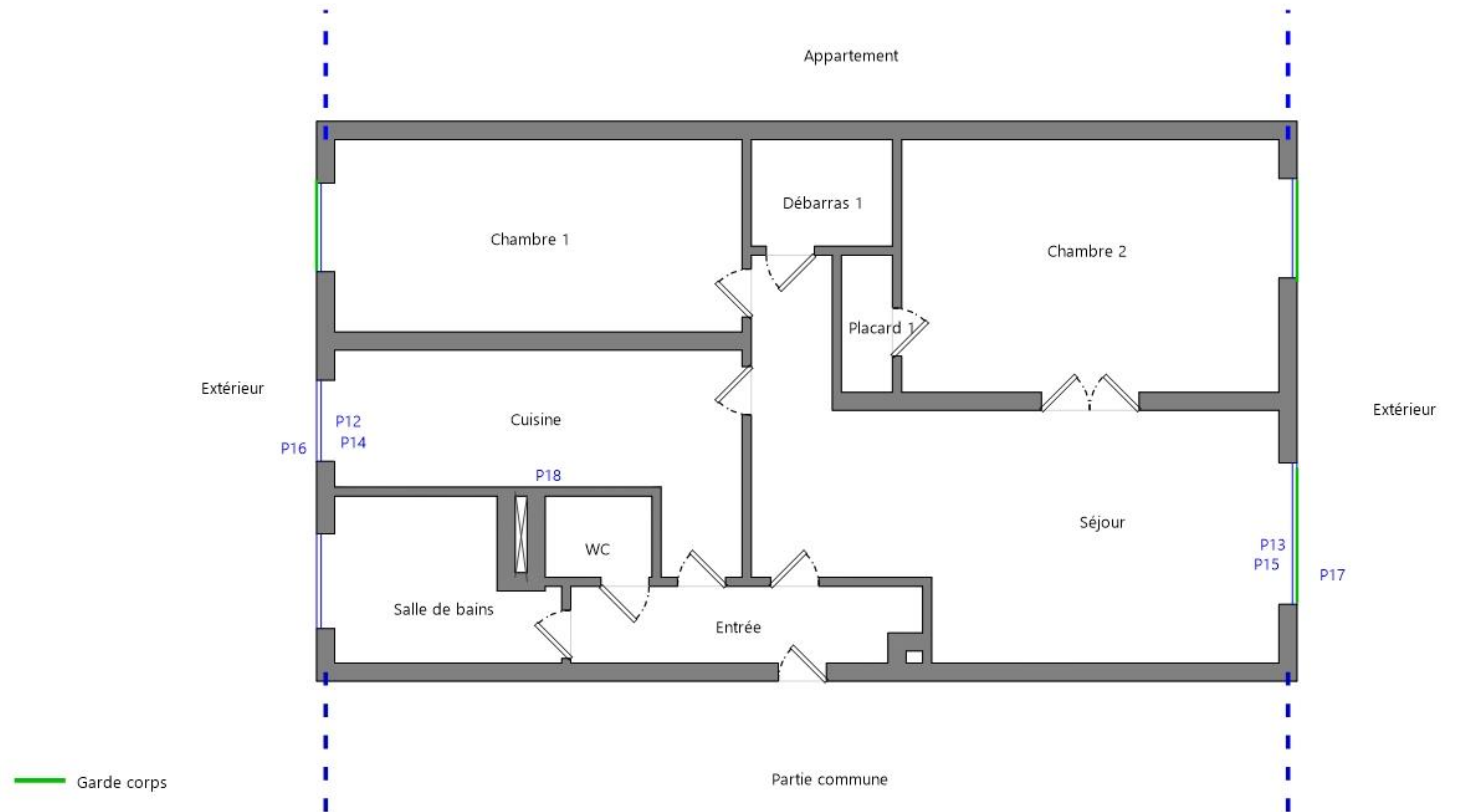 Appartement
Débarras 1
Chambre 1
Chambre 2
Placard 1
Extérieur
Cuisine
P12
P14
P16
P18
Extérieur
Séjour
P13
P15
P17
WC
Salle de bains
Entrée
Partie commune
Garde corps